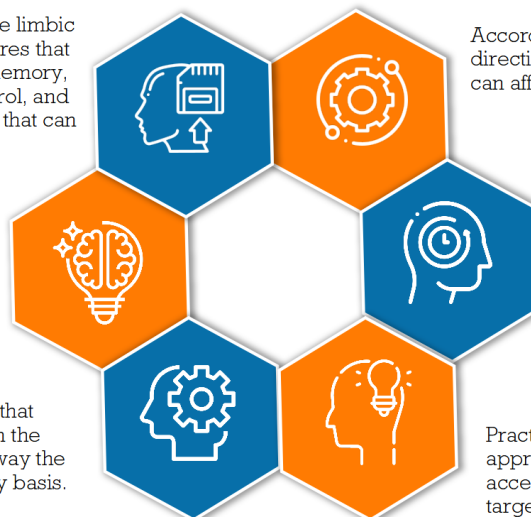 e limbic
res that
emory,
rol, and
that can
Accor
directi
can aff
that
n the
way the
y basis.
Pract
appr
acce
targe